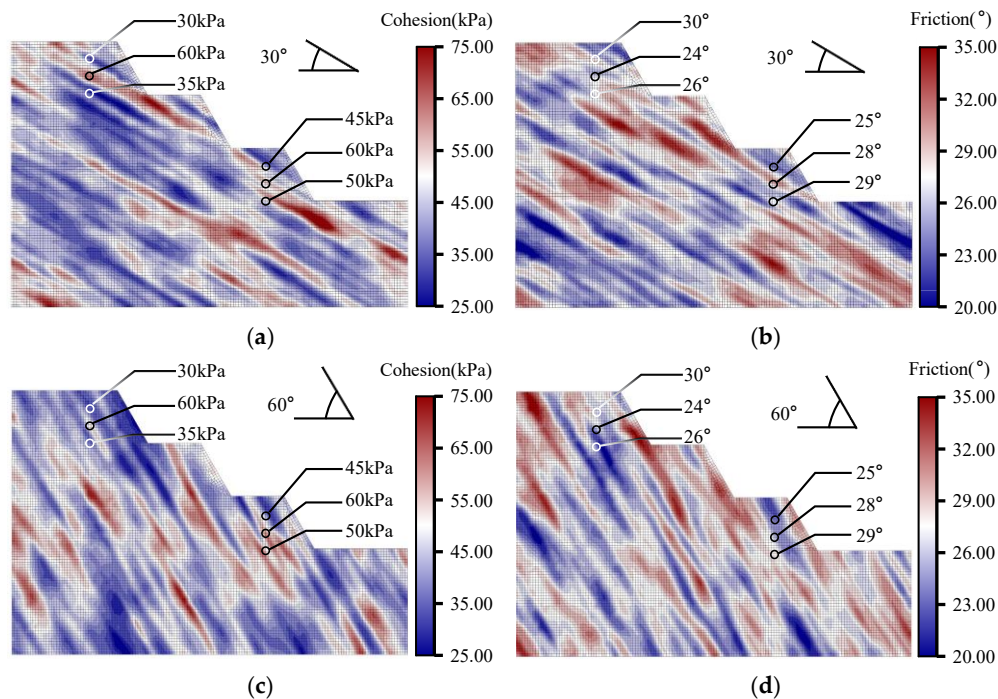 30kPa
60kPa
35kPa
30°
Cohesion(kPa)
75.00
65.00
55.00
45.00
35.00
25.00
45kPa
60kPa
50kPa
(a)
30°
24°
26°
30°
Friction(°)
35.00
32.00
29.00
26.00
23.00
20.00
25°
28°
29°
(b)
30kPa
60kPa
35kPa
60°
Cohesion(kPa)
75.00
65.00
55.00
45.00
35.00
25.00
45kPa
60kPa
50kPa
(c)
30°
24°
26°
60°
Friction(°)
35.00
32.00
29.00
26.00
23.00
20.00
25°
28°
29°
(d)